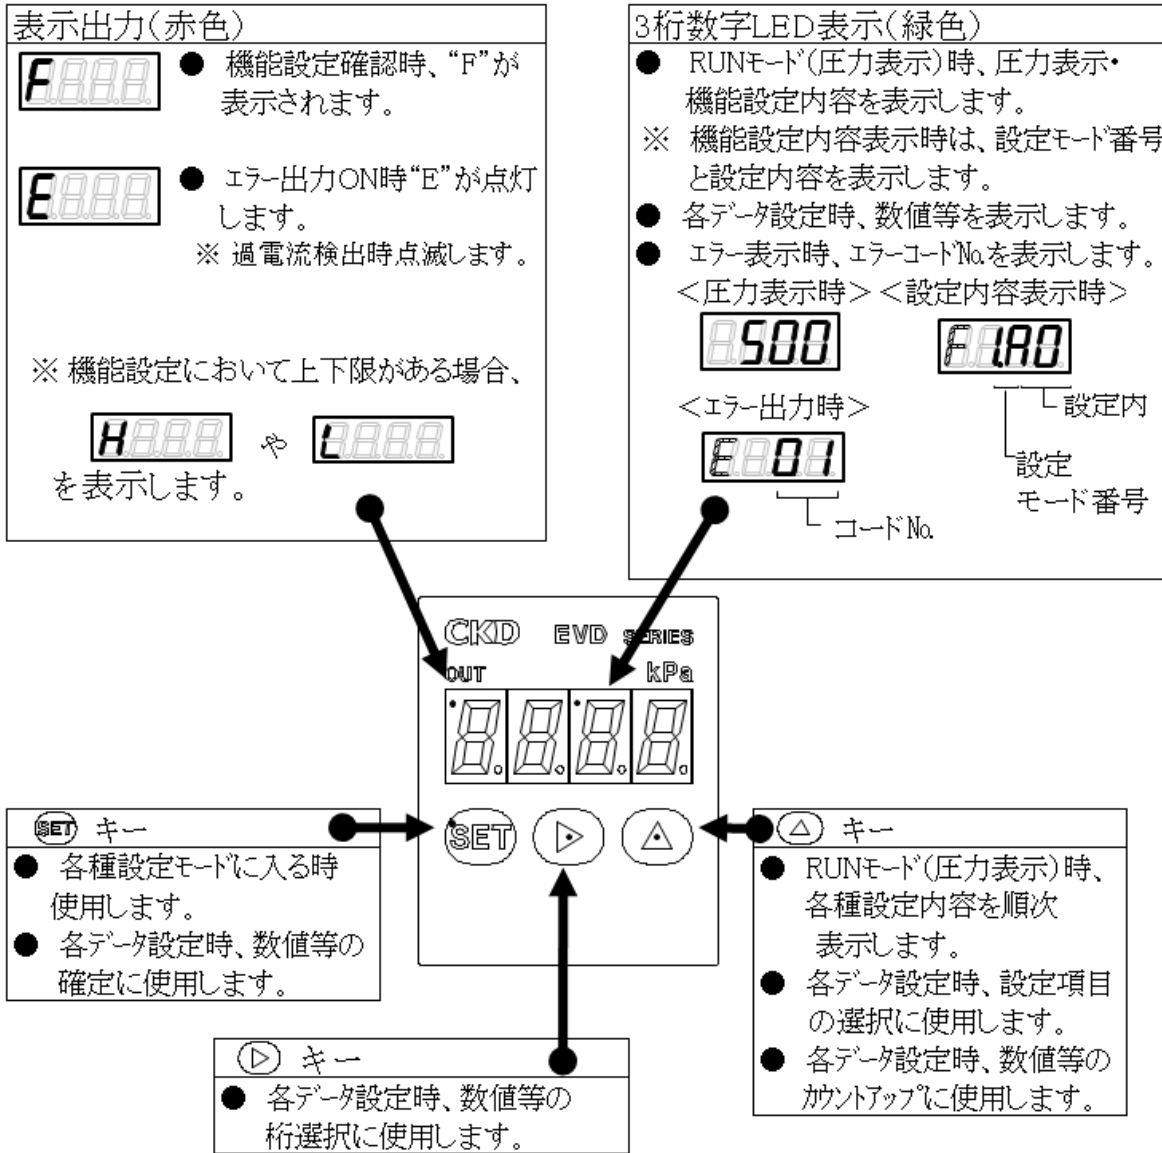 表示出力(赤色)
F
● 機能設定確認時、“F”が
表示されます。
E
● エラー出力ON時“E”が点灯
します。
※ 過電流検出時点滅します。
※ 機能設定において上下限がある場合、
H や L
を表示します。
3桁数字LED表示(緑色)
● RUNモード(圧力表示)時、圧力表示・
機能設定内容を表示します。
※ 機能設定内容表示時は、設定モード番号
と設定内容を表示します。
● 各データ設定時、数値等を表示します。
● エラー表示時、エラーコード№を表示します。
<圧力表示時> <設定内容表示時>
500 F1.A0
<エラー出力時>
E 01
設定内
設定
モード番号
コード№
CKD EVD SERIES
OUT kPa
8.8.8.8.
SET
SET キー
● 各種設定モードに入る時
使用します。
● 各データ設定時、数値等の
確定に使用します。
▷ キー
● 各データ設定時、数値等の
桁選択に使用します。
△ キー
● RUNモード(圧力表示)時、
各種設定内容を順次
表示します。
● 各データ設定時、設定項目
の選択に使用します。
● 各データ設定時、数値等の
カウントアップに使用します。